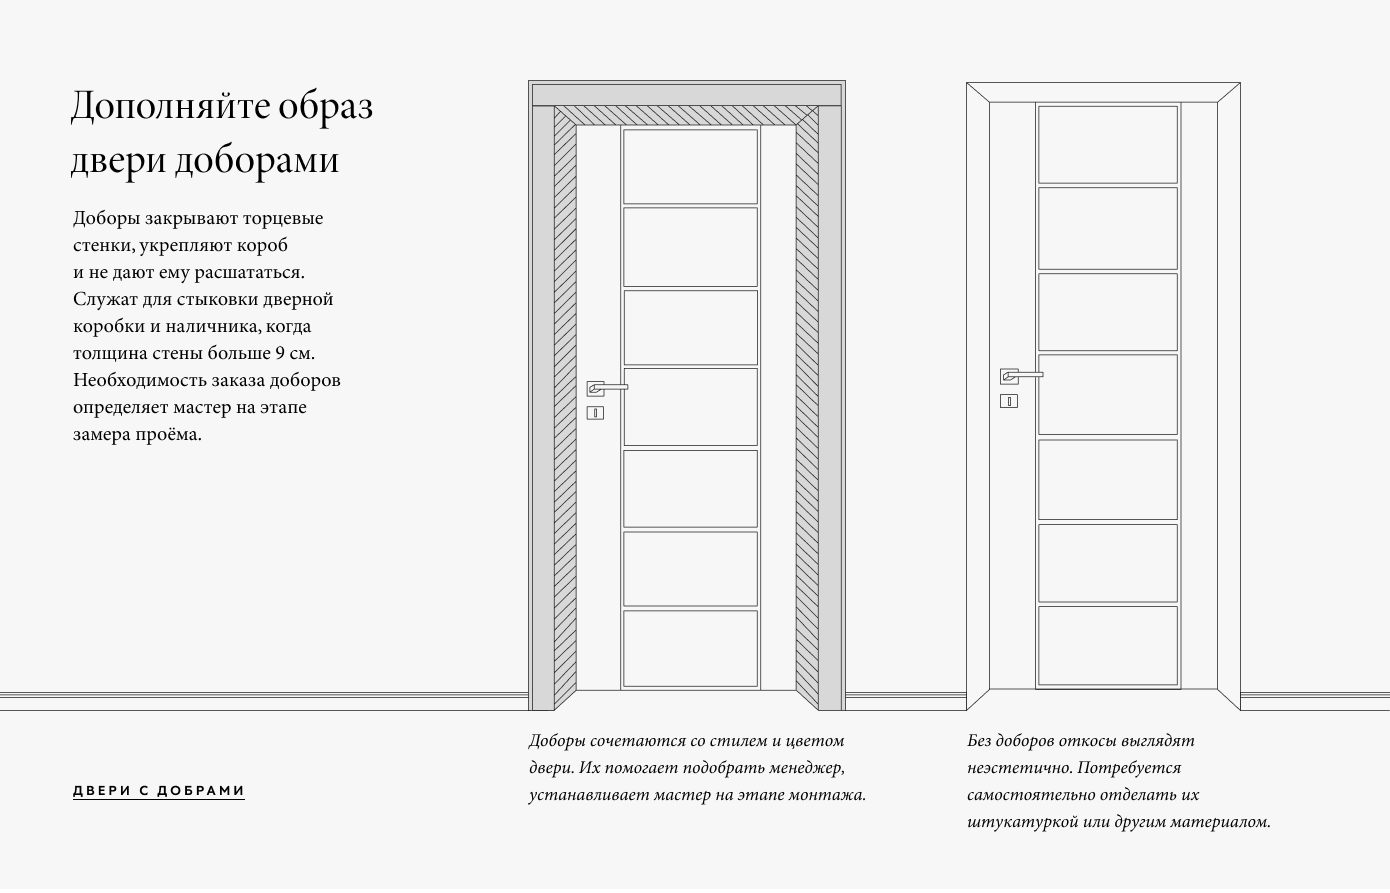 Дополняйте образ
двери доборами
Доборы закрывают торцевые
стенки, укрепляют короб
и не дают ему расшататься.
Служат для стыковки дверной
коробки и наличника, когда
толщина стены больше 9 см.
Необходимость заказа доборов
определяет мастер на этапе
замера проёма.
ДВЕРИ С ДОБРАМИ
Доборы сочетаются со стилем и цветом
двери. Их помогает подобрать менеджер,
устанавливает мастер на этапе монтажа.
Без доборов откосы выглядят
неэстетично. Потребуется
самостоятельно отделать их
штукатуркой или другим материалом.